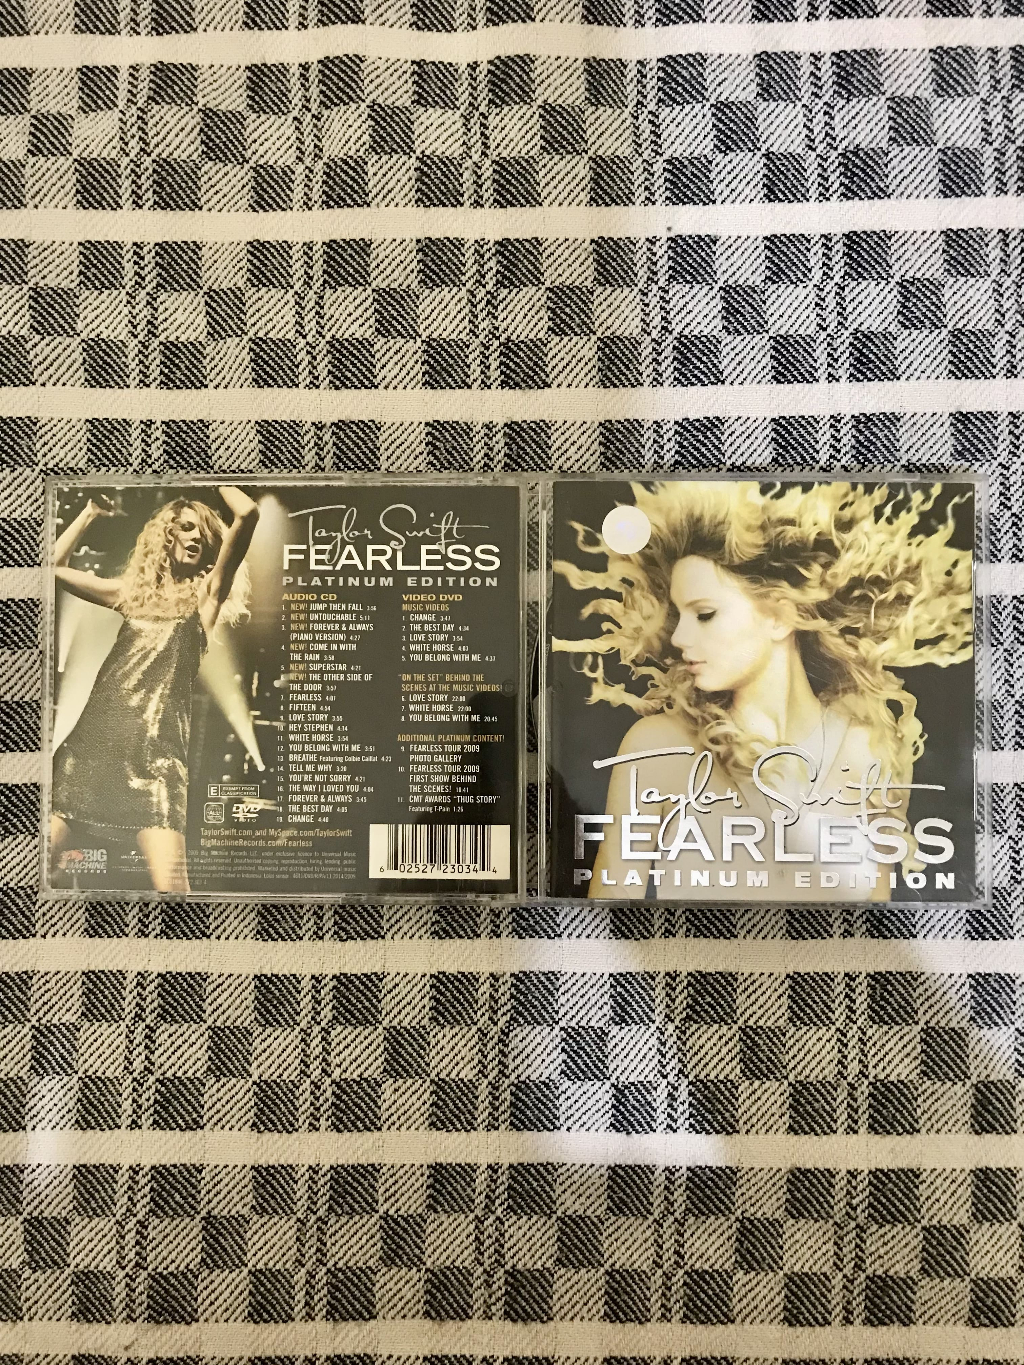 Taylor Swift
FEARLESS
PLATINUM EDITION
AUDIO CD
1. NEW! JUMP THEN FALL 3:56
2. NEW! UNTOUCHABLE 5:11
3. NEW! FOREVER & ALWAYS
(PIANO VERSION) 4:27
4. NEW! COME IN WITH
THE RAIN 3:58
5. NEW! SUPERSTAR 4:21
6. NEW! THE OTHER SIDE OF
THE DOOR 3:57
7. FEARLESS 4:01
8. FIFTEEN 4:54
9. LOVE STORY 3:55
10. HEY STEPHEN 4:14
11. WHITE HORSE 3:54
12. YOU BELONG WITH ME 3:51
13. BREATHE Featuring Colbie Caillat 4:23
14. TELL ME WHY 3:20
15. YOU'RE NOT SORRY 4:21
16. THE WAY I LOVED YOU 4:04
17. FOREVER & ALWAYS 3:45
18. THE BEST DAY 4:05
19. CHANGE 4:40
VIDEO DVD
MUSIC VIDEOS
1. CHANGE 3:47
2. THE BEST DAY 4:34
3. LOVE STORY 3:54
4. WHITE HORSE 4:03
5. YOU BELONG WITH ME 4:37
"ON THE SET" BEHIND THE
SCENES AT THE MUSIC VIDEOS!
6. LOVE STORY 22:00
7. WHITE HORSE 22:00
8. YOU BELONG WITH ME 20:45
ADDITIONAL PLATINUM CONTENT!
9. FEARLESS TOUR 2009
PHOTO GALLERY
10. FEARLESS TOUR 2009
FIRST SHOW BEHIND
THE SCENES! 10:41
11. CMT AWARDS "THUG STORY"
Featuring T-Pain 1:25
E EXEMPT FROM CLASSIFICATION
ALL
DVD
VIDEO
TaylorSwift.com and MySpace.com/TaylorSwift
BigMachineRecords.com/Fearless
BIG
MACHINE
RECORDS
6 02527 23034 4
Taylor Swift
FEARLESS
PLATINUM EDITION